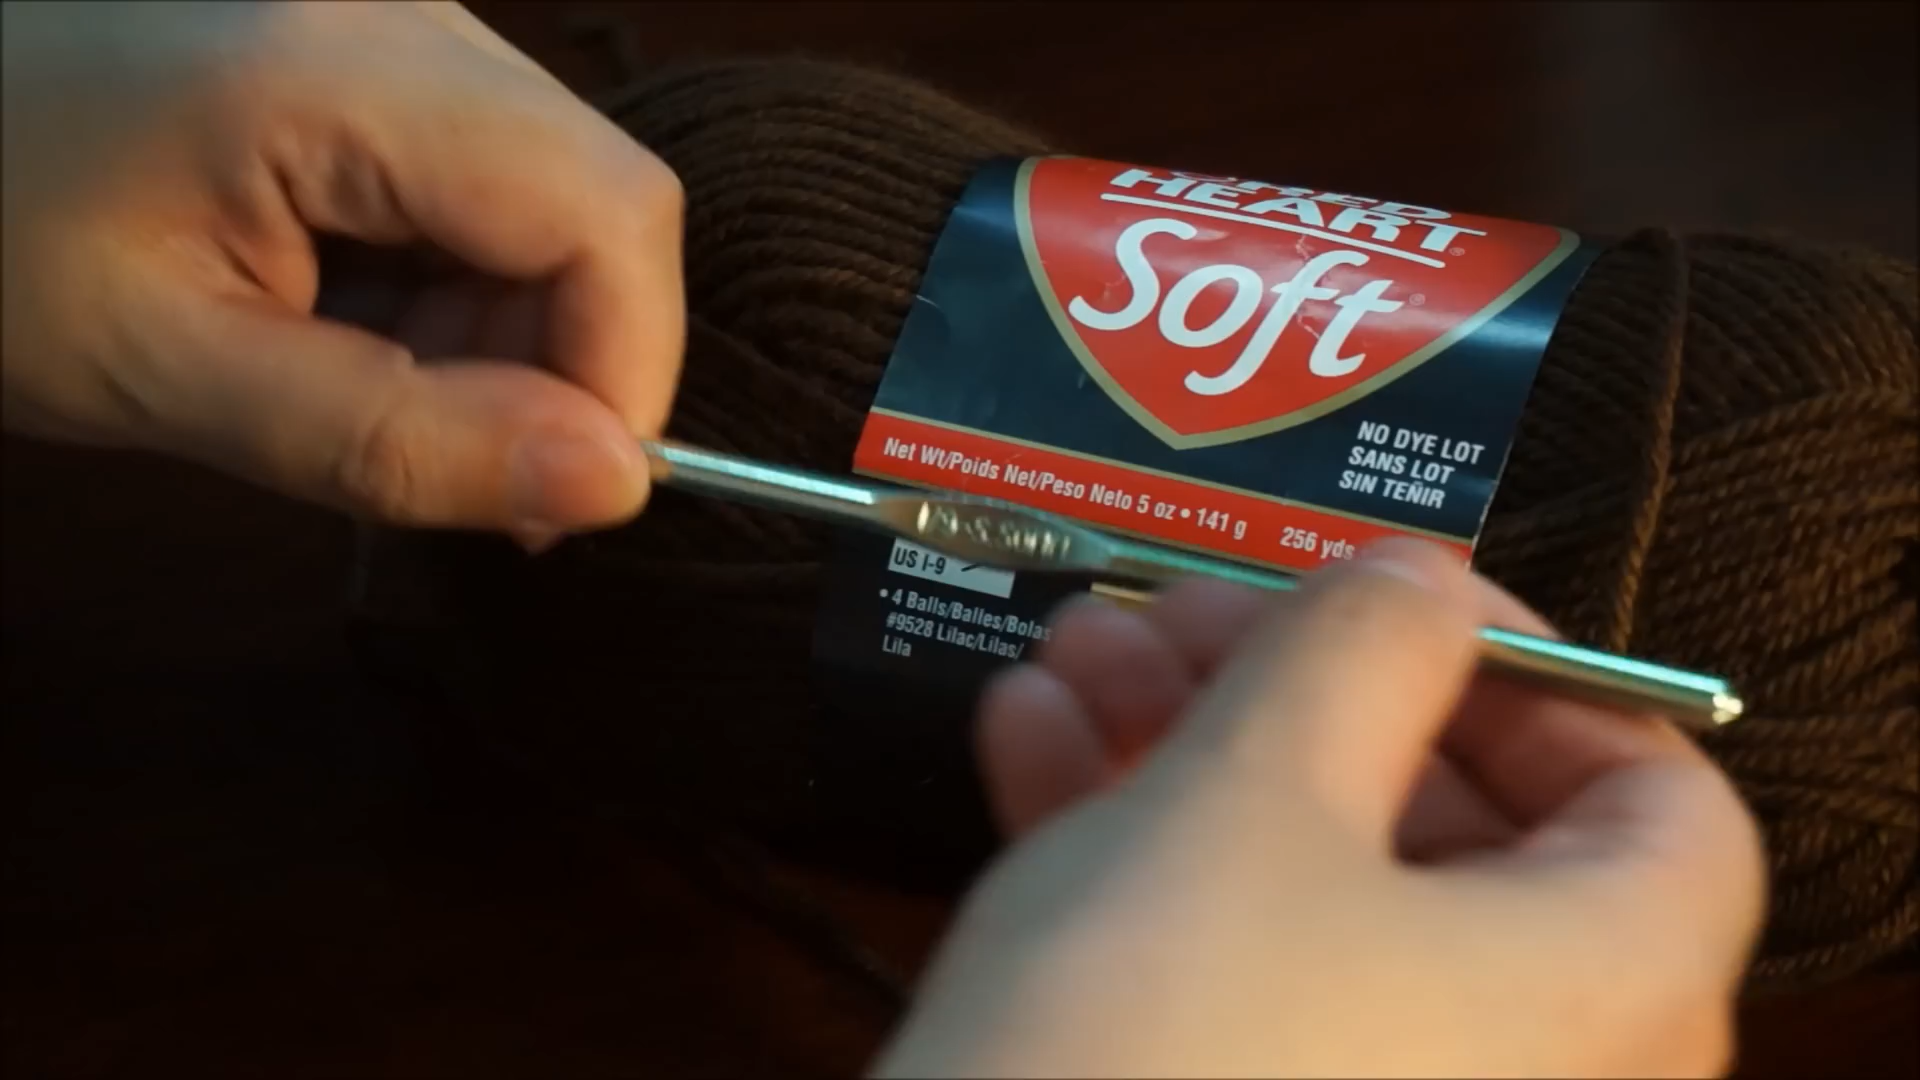 RED
HEART®
Soft®
NO DYE LOT
SANS LOT
SIN TEÑIR
Net Wt/Poids Net/Peso Neto 5 oz • 141 g 256 yds
US I-9
• 4 Balls/Balles/Bolas
#9528 Lilac/Lilas/
Lila